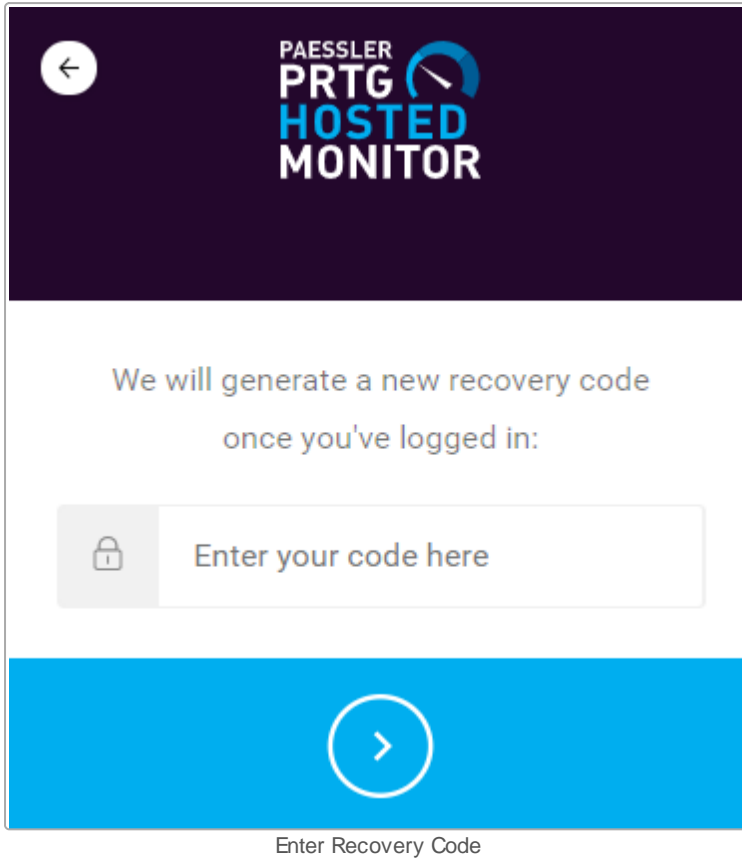 PAESSLER
PRTG
HOSTED
MONITOR
We will generate a new recovery code
once you've logged in:
Enter your code here
Enter Recovery Code